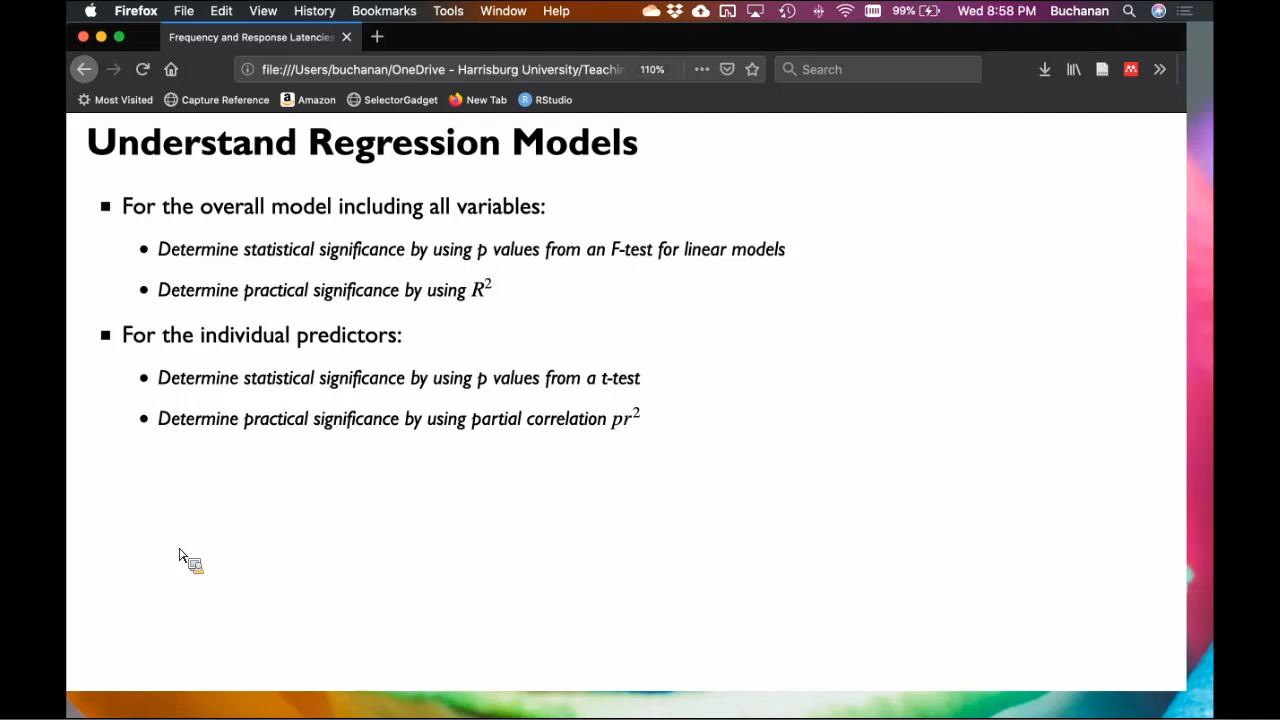 Firefox File Edit View History Bookmarks Tools Window Help 99% Wed 8:58 PM Buchanan
Frequency and Response Latencies
file:///Users/buchanan/OneDrive - Harrisburg University/Teachin 110% Search
Most Visited Capture Reference Amazon SelectorGadget New Tab RStudio
Understand Regression Models
For the overall model including all variables:
Determine statistical significance by using p values from an F-test for linear models
Determine practical significance by using R²
For the individual predictors:
Determine statistical significance by using p values from a t-test
Determine practical significance by using partial correlation pr²